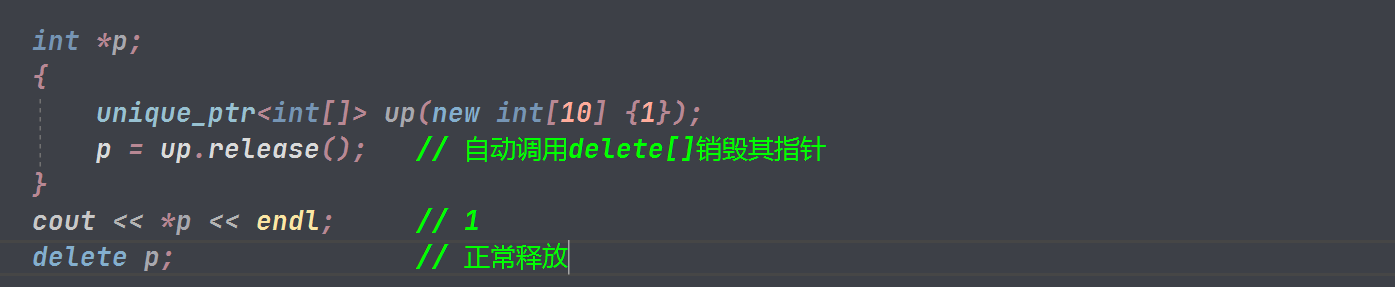 int *p;
{
unique_ptr<int[]> up(new int[10] {1});
p = up.release();   // 自动调用delete[]销毁其指针
}
cout << *p << endl;     // 1
delete p;               // 正常释放